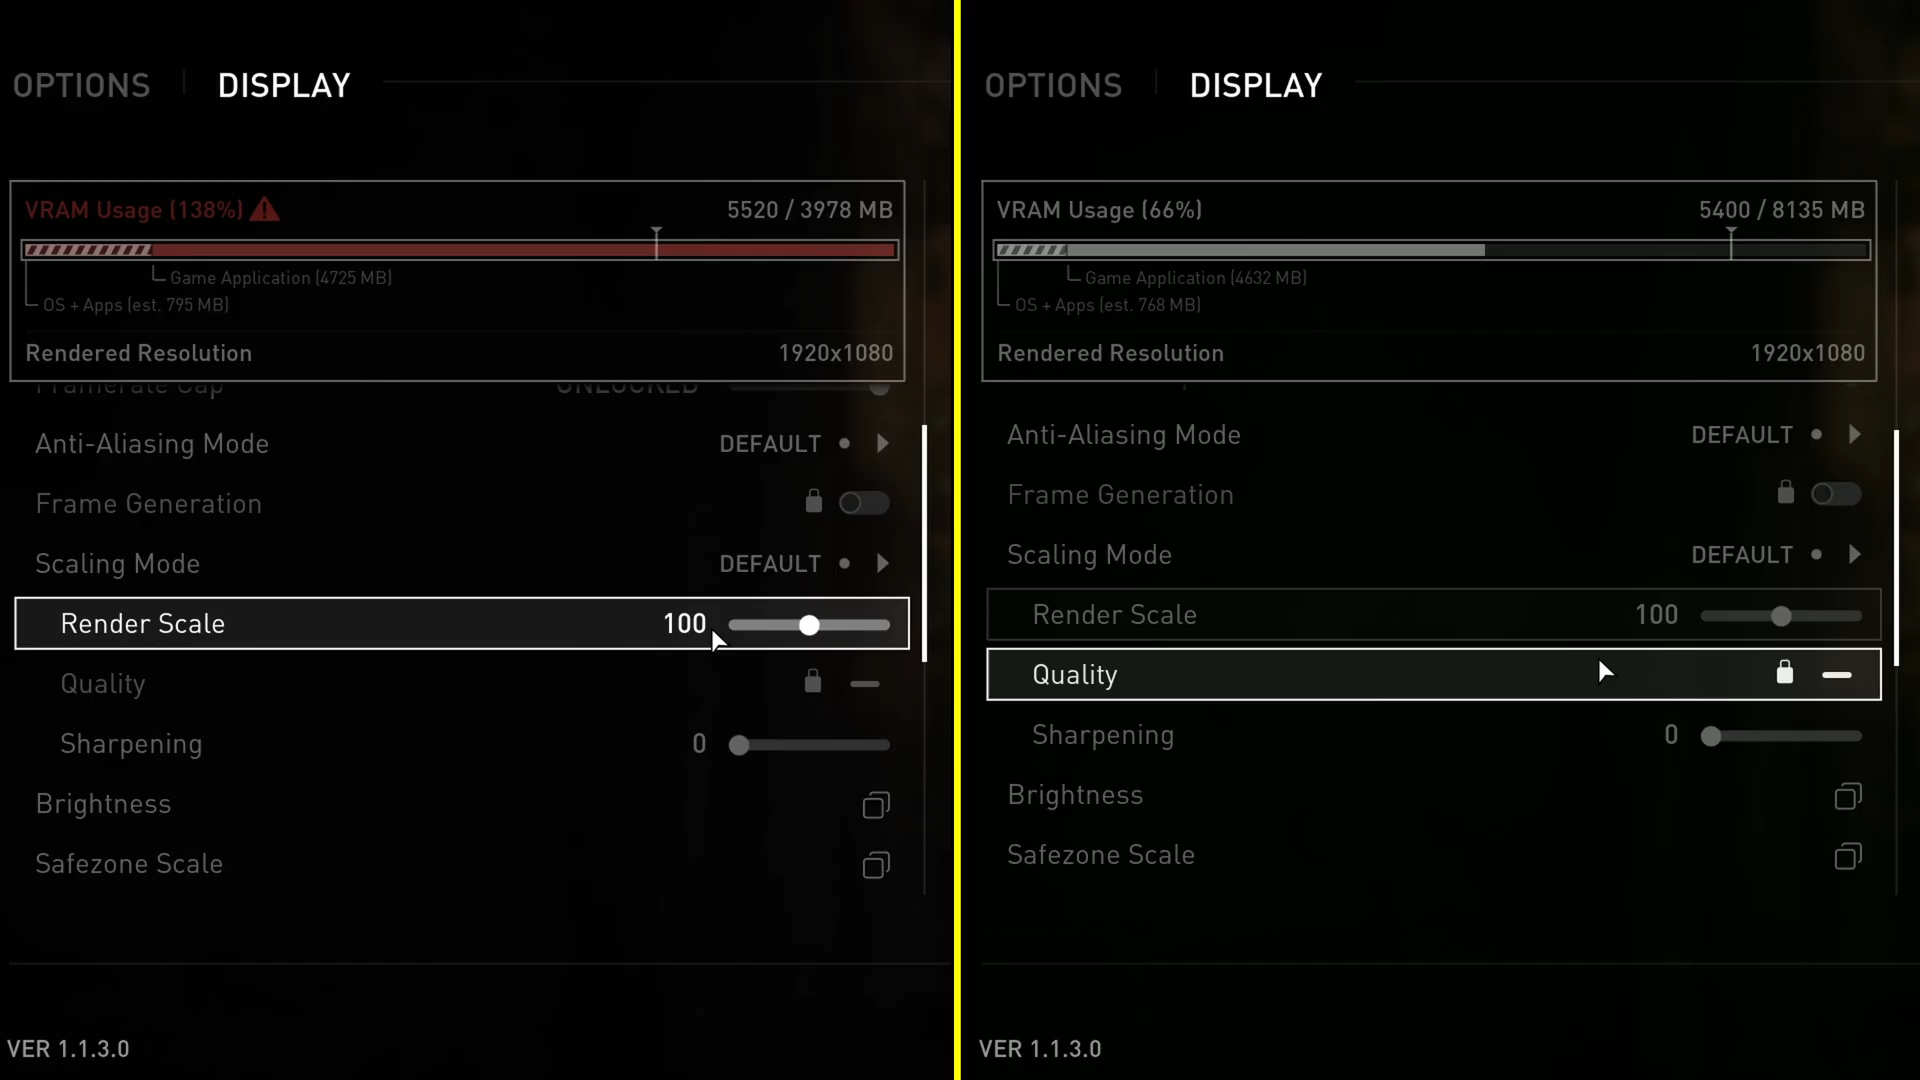 OPTIONS | DISPLAY
VRAM Usage (138%) 5520 / 3978 MB
Game Application (4725 MB)
OS + Apps (est. 795 MB)
Rendered Resolution 1920x1080
Framerate Cap UNLOCKED
Anti-Aliasing Mode DEFAULT
Frame Generation
Scaling Mode DEFAULT
Render Scale 100
Quality
Sharpening 0
Brightness
Safezone Scale
VER 1.1.3.0
OPTIONS | DISPLAY
VRAM Usage (66%) 5400 / 8135 MB
Game Application (4632 MB)
OS + Apps (est. 768 MB)
Rendered Resolution 1920x1080
Anti-Aliasing Mode DEFAULT
Frame Generation
Scaling Mode DEFAULT
Render Scale 100
Quality
Sharpening 0
Brightness
Safezone Scale
VER 1.1.3.0